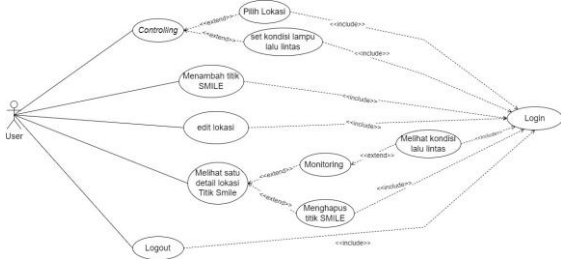 Pilih Lokasi
<<extend>>
<<include>>
Controlling
<<extend>>
set kondisi lampu
lalu lintas
<<include>>
Menambah titik
SMILE
<<include>>
User
edit lokasi
<<include>>
Login
Melihat kondisi
lalu lintas
<<include>>
Monitoring
<<extend>>
<<extend>>
Melihat satu
detail lokasi
Titik Smile
<<extend>>
Menghapus
titik SMILE
<<include>>
Logout
<<include>>